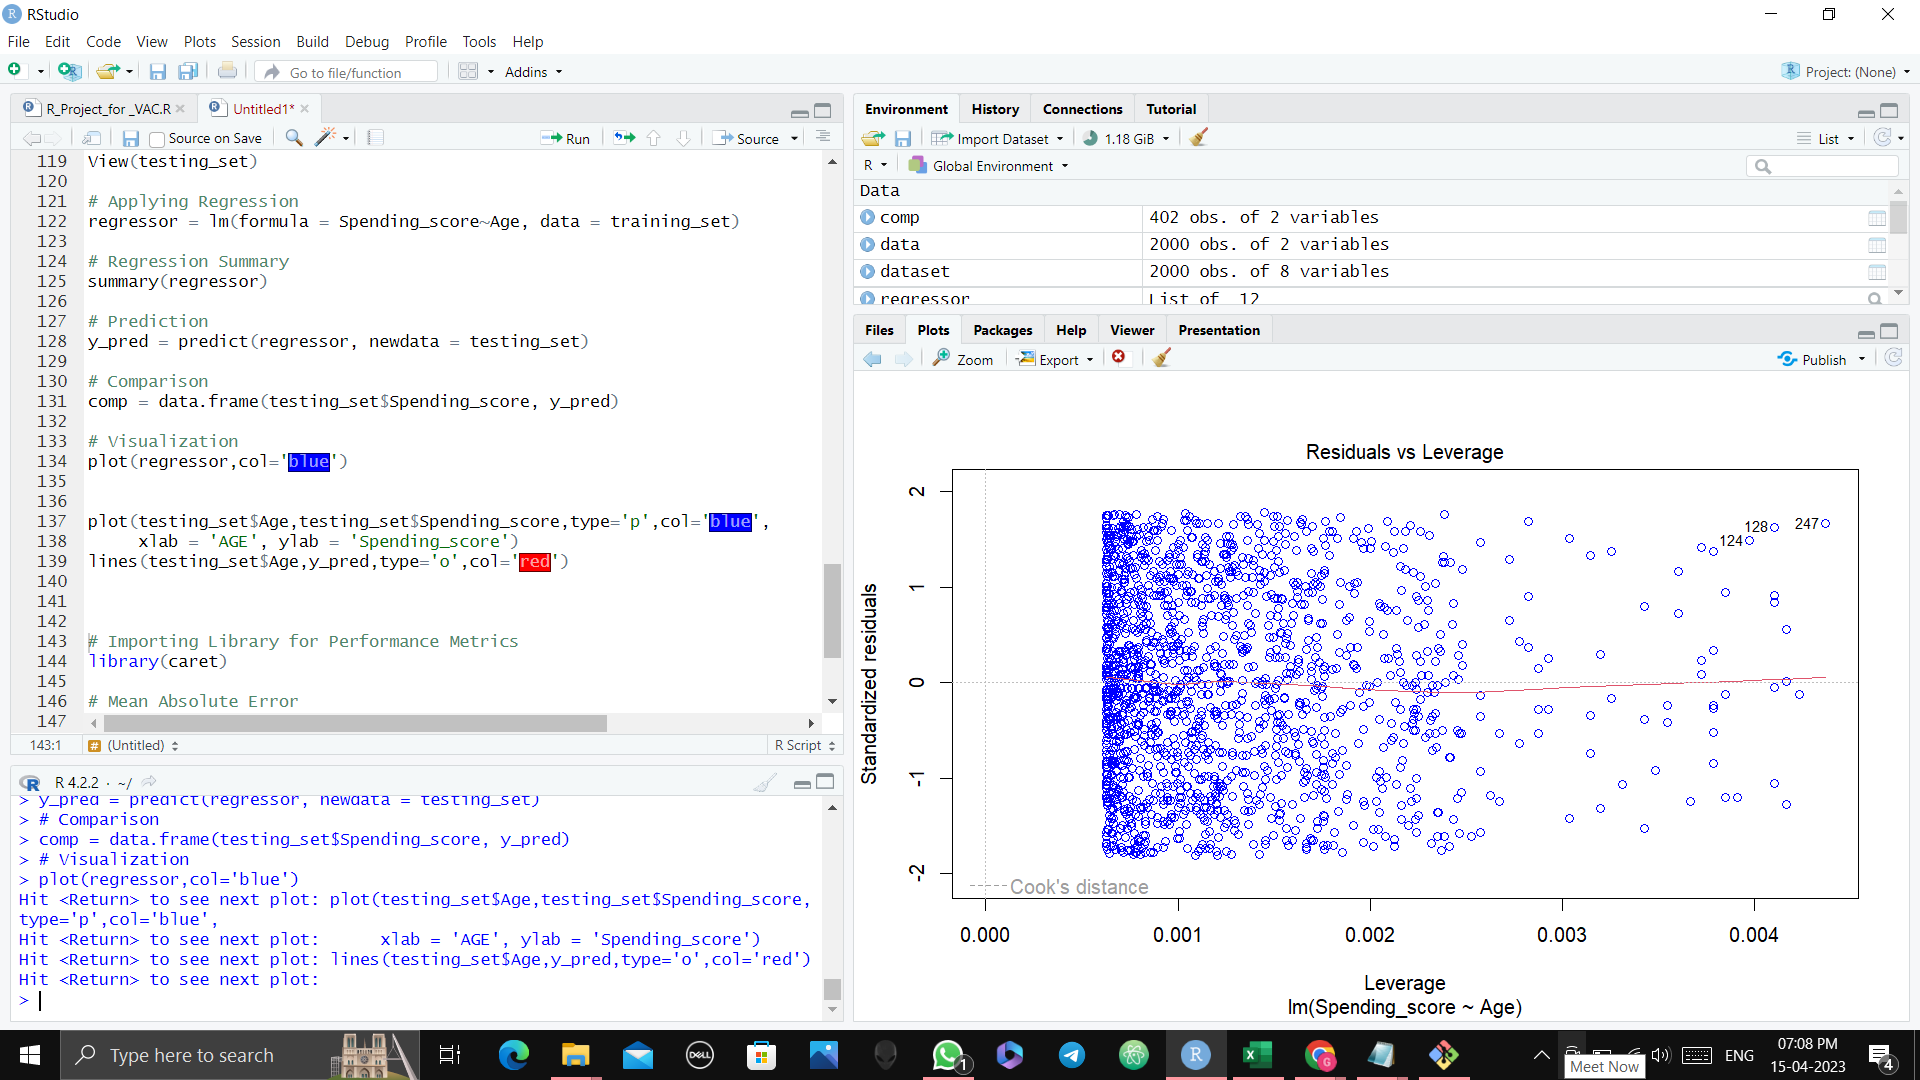 RStudio
File Edit Code View Plots Session Build Debug Profile Tools Help
Go to file/function
Addins
Project: (None)
R_Project_for _VAC.R
Untitled1*
Source on Save
Run
Source
119 View(testing_set)
120
121 # Applying Regression
122 regressor = lm(formula = Spending_score~Age, data = training_set)
123
124 # Regression Summary
125 summary(regressor)
126
127 # Prediction
128 y_pred = predict(regressor, newdata = testing_set)
129
130 # Comparison
131 comp = data.frame(testing_set$Spending_score, y_pred)
132
133 # Visualization
134 plot(regressor,col='blue')
135
136
137 plot(testing_set$Age,testing_set$Spending_score,type='p',col='blue',
138 xlab = 'AGE', ylab = 'Spending_score')
139 lines(testing_set$Age,y_pred,type='o',col='red')
140
141
142
143 # Importing Library for Performance Metrics
144 library(caret)
145
146 # Mean Absolute Error
147
143:1 # (Untitled) R Script
R 4.2.2 · ~/
> y_pred = predict(regressor, newdata = testing_set)
> # Comparison
> comp = data.frame(testing_set$Spending_score, y_pred)
> # Visualization
> plot(regressor,col='blue')
Hit <Return> to see next plot: plot(testing_set$Age,testing_set$Spending_score,
type='p',col='blue',
Hit <Return> to see next plot: xlab = 'AGE', ylab = 'Spending_score')
Hit <Return> to see next plot: lines(testing_set$Age,y_pred,type='o',col='red')
Hit <Return> to see next plot:
>
Environment History Connections Tutorial
Import Dataset 1.18 GiB List
R Global Environment
Data
comp 402 obs. of 2 variables
data 2000 obs. of 2 variables
dataset 2000 obs. of 8 variables
regressor List of 12
Files Plots Packages Help Viewer Presentation
Zoom Export Publish
Residuals vs Leverage
Standardized residuals
2
1
0
-1
-2
128
247
124
Cook's distance
0.000 0.001 0.002 0.003 0.004
Leverage
lm(Spending_score ~ Age)
Type here to search
DELL
1
ENG
07:08 PM
15-04-2023
4
Meet Now